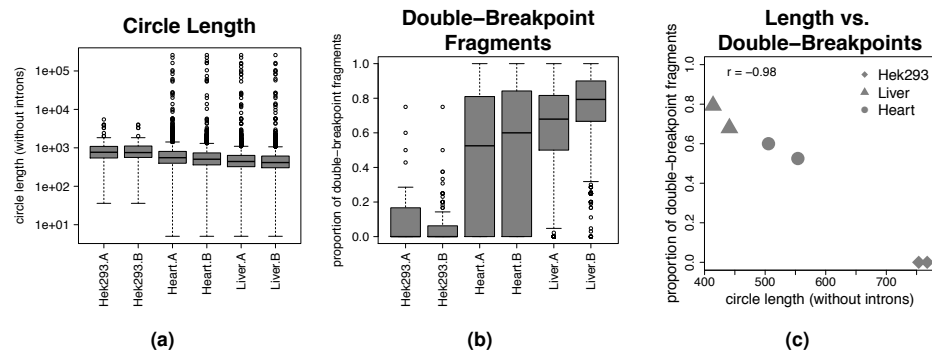 Circle Length
circle length (without introns)
1e+05
1e+04
1e+03
1e+02
1e+01
Hek293.A
Hek293.B
Heart.A
Heart.B
Liver.A
Liver.B
(a)
Double−Breakpoint
Fragments
proportion of double−breakpoint fragments
1.0
0.8
0.6
0.4
0.2
0.0
Hek293.A
Hek293.B
Heart.A
Heart.B
Liver.A
Liver.B
(b)
Length vs.
Double−Breakpoints
proportion of double−breakpoint fragments
1.0
0.8
0.6
0.4
0.2
0.0
r = −0.98
Hek293
Liver
Heart
400
500
600
700
circle length (without introns)
(c)